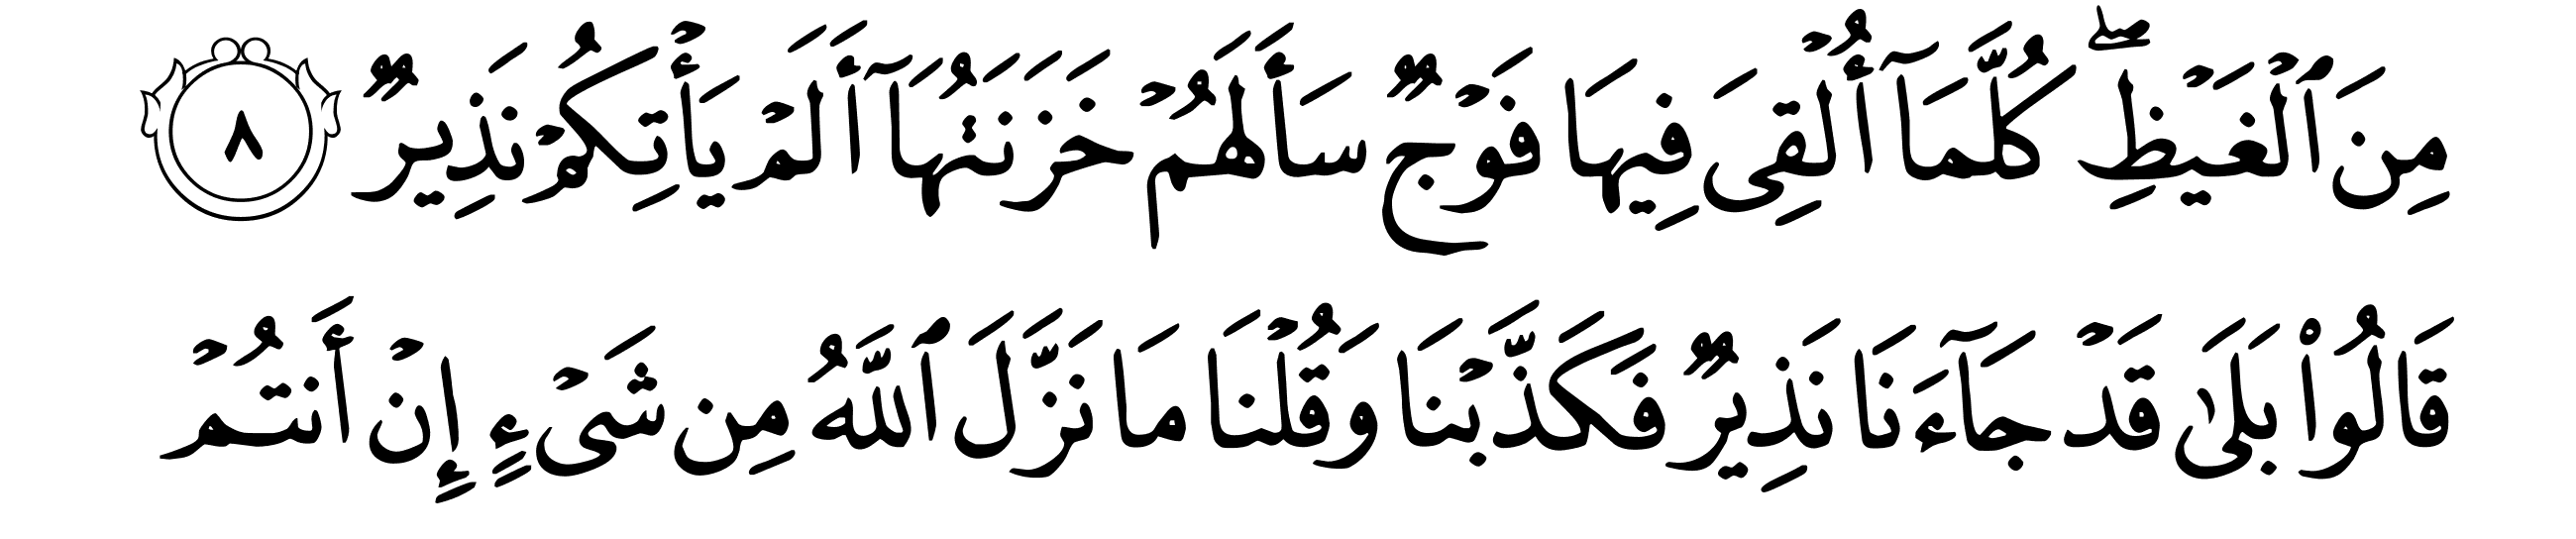 مِنَ ٱلْغَيْظِ ۖ كُلَّمَآ أُلْقِىَ فِيهَا فَوْجٌ سَأَلَهُمْ خَزَنَتُهَآ أَلَمْ يَأْتِكُمْ نَذِيرٌ ٨
قَالُوا۟ بَلَىٰ قَدْ جَآءَنَا نَذِيرٌ فَكَذَّبْنَا وَقُلْنَا مَا نَزَّلَ ٱللَّهُ مِن شَىْءٍ إِنْ أَنتُمْ